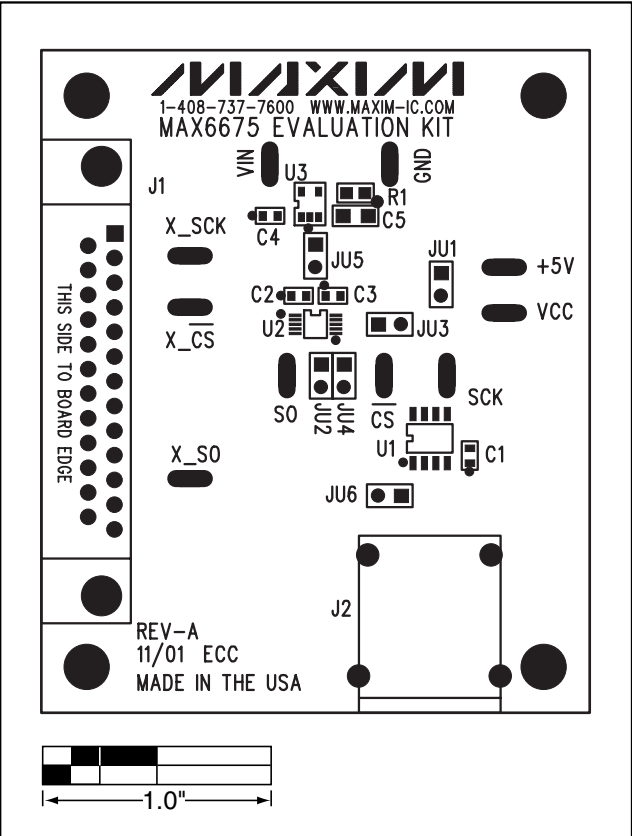 MAXIM
1-408-737-7600 WWW.MAXIM-IC.COM
MAX6675 EVALUATION KIT
VIN
GND
U3
J1
R1
C4
C5
X_SCK
JU5
JU1
+5V
C2
C3
VCC
U2
JU3
X_CS
THIS SIDE TO BOARD EDGE
SO
JU2
JU4
CS
SCK
U1
C1
X_SO
JU6
J2
REV-A
11/01 ECC
MADE IN THE USA
1.0"